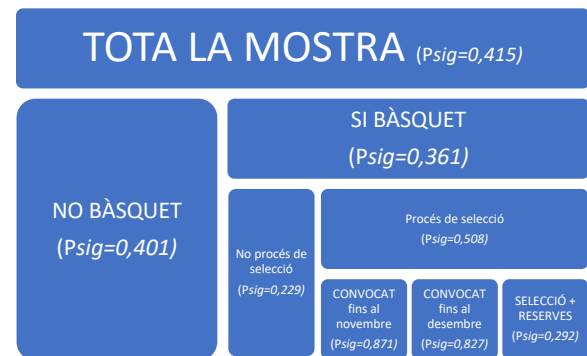 TOTA LA MOSTRA (Psig=0,415)
NO BÀSQUET
(Psig=0,401)
SI BÀSQUET
(Psig=0,361)
No procés de
selecció
(Psig=0,229)
Procés de selecció
(Psig=0,508)
CONVOCAT
fins al
novembre
(Psig=0,871)
CONVOCAT
fins al
desembre
(Psig=0,827)
SELECCIÓ +
RESERVES
(Psig=0,292)